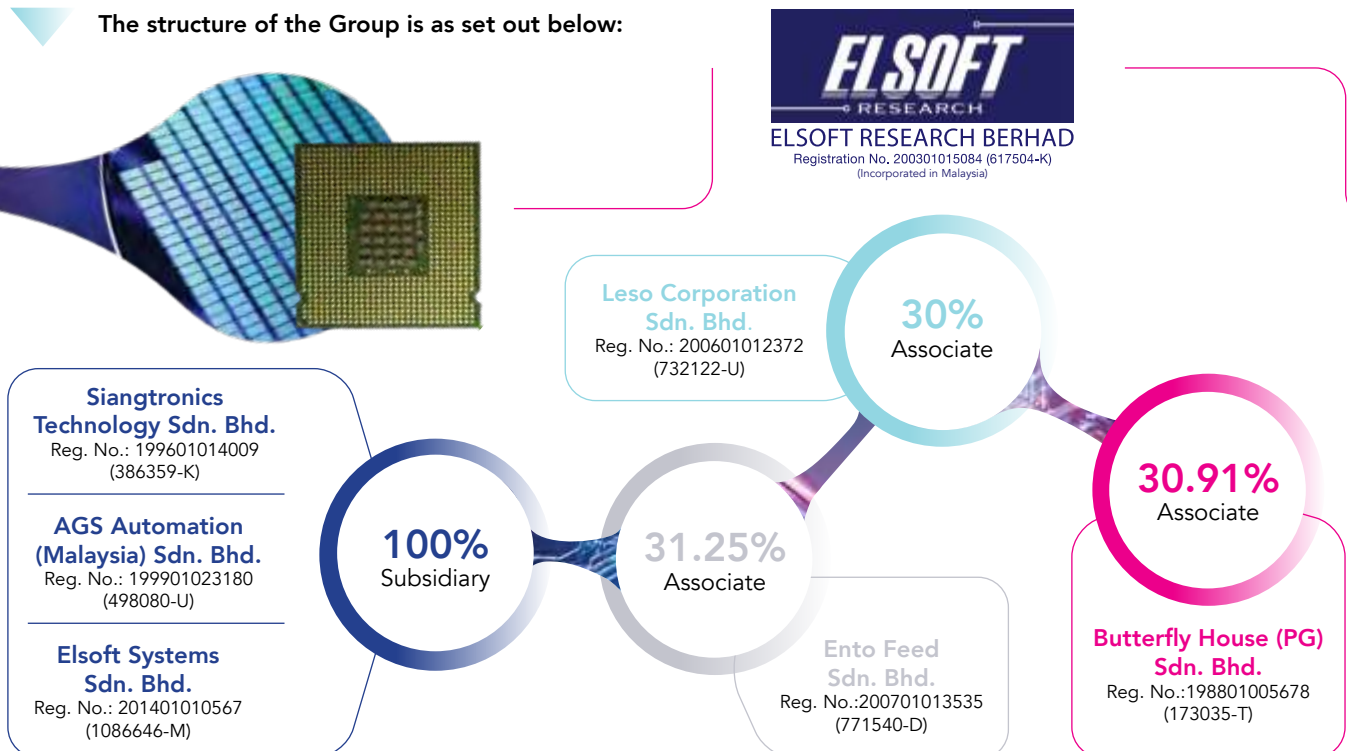 The structure of the Group is as set out below:
ELSOFT
RESEARCH
ELSOFT RESEARCH BERHAD
Registration No. 200301015084 (617504-K)
(Incorporated in Malaysia)
Leso Corporation
Sdn. Bhd.
Reg. No.: 200601012372
(732122-U)
30%
Associate
Siangtronics
Technology Sdn. Bhd.
Reg. No.: 199601014009
(386359-K)
AGS Automation
(Malaysia) Sdn. Bhd.
Reg. No.: 199901023180
(498080-U)
Elsoft Systems
Sdn. Bhd.
Reg. No.: 201401010567
(1086646-M)
100%
Subsidiary
31.25%
Associate
Ento Feed
Sdn. Bhd.
Reg. No.:200701013535
(771540-D)
30.91%
Associate
Butterfly House (PG)
Sdn. Bhd.
Reg. No.:198801005678
(173035-T)